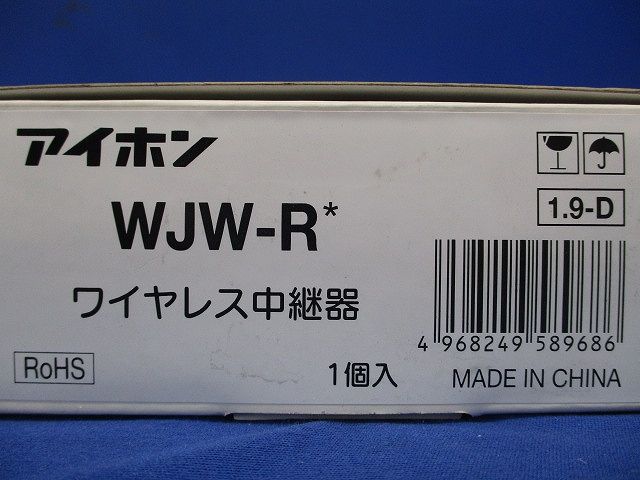 アイホン
WJW-R*
1.9-D
ワイヤレス中継器
4 968249 589686
RoHS
1個入
MADE IN CHINA